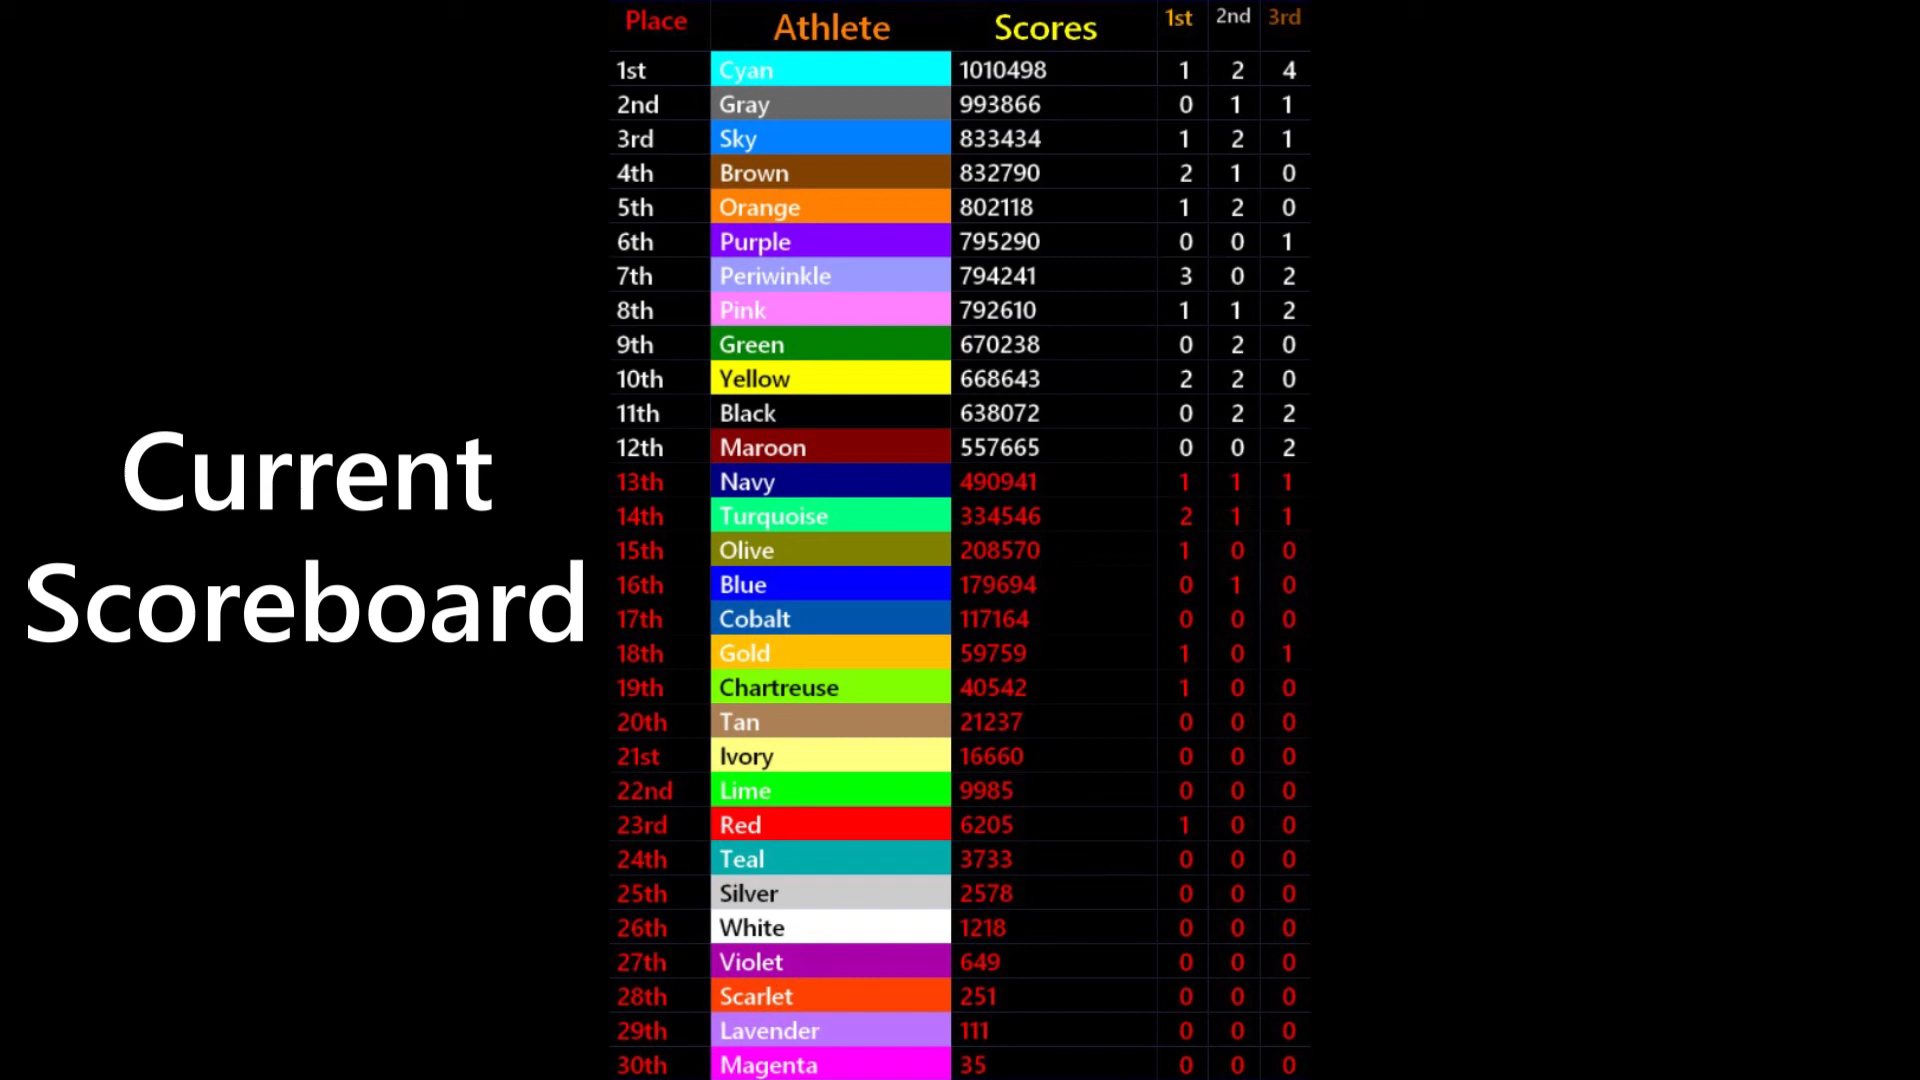 Current
Scoreboard
Place Athlete Scores 1st 2nd 3rd
1st Cyan 1010498 1 2 4
2nd Gray 993866 0 1 1
3rd Sky 833434 1 2 1
4th Brown 832790 2 1 0
5th Orange 802118 1 2 0
6th Purple 795290 0 0 1
7th Periwinkle 794241 3 0 2
8th Pink 792610 1 1 2
9th Green 670238 0 2 0
10th Yellow 668643 2 2 0
11th Black 638072 0 2 2
12th Maroon 557665 0 0 2
13th Navy 490941 1 1 1
14th Turquoise 334546 2 1 1
15th Olive 208570 1 0 0
16th Blue 179694 0 1 0
17th Cobalt 117164 0 0 0
18th Gold 59759 1 0 1
19th Chartreuse 40542 1 0 0
20th Tan 21237 0 0 0
21st Ivory 16660 0 0 0
22nd Lime 9985 0 0 0
23rd Red 6205 1 0 0
24th Teal 3733 0 0 0
25th Silver 2578 0 0 0
26th White 1218 0 0 0
27th Violet 649 0 0 0
28th Scarlet 251 0 0 0
29th Lavender 111 0 0 0
30th Magenta 35 0 0 0